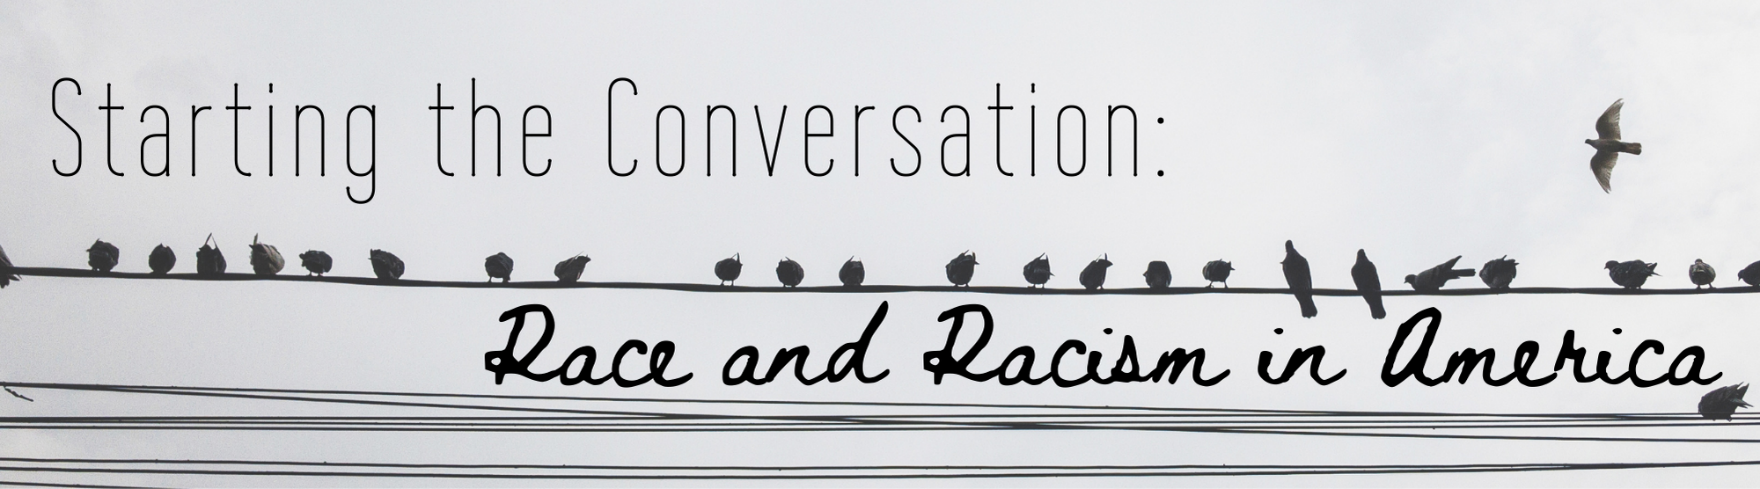 Starting the Conversation:
Race and Racism in America